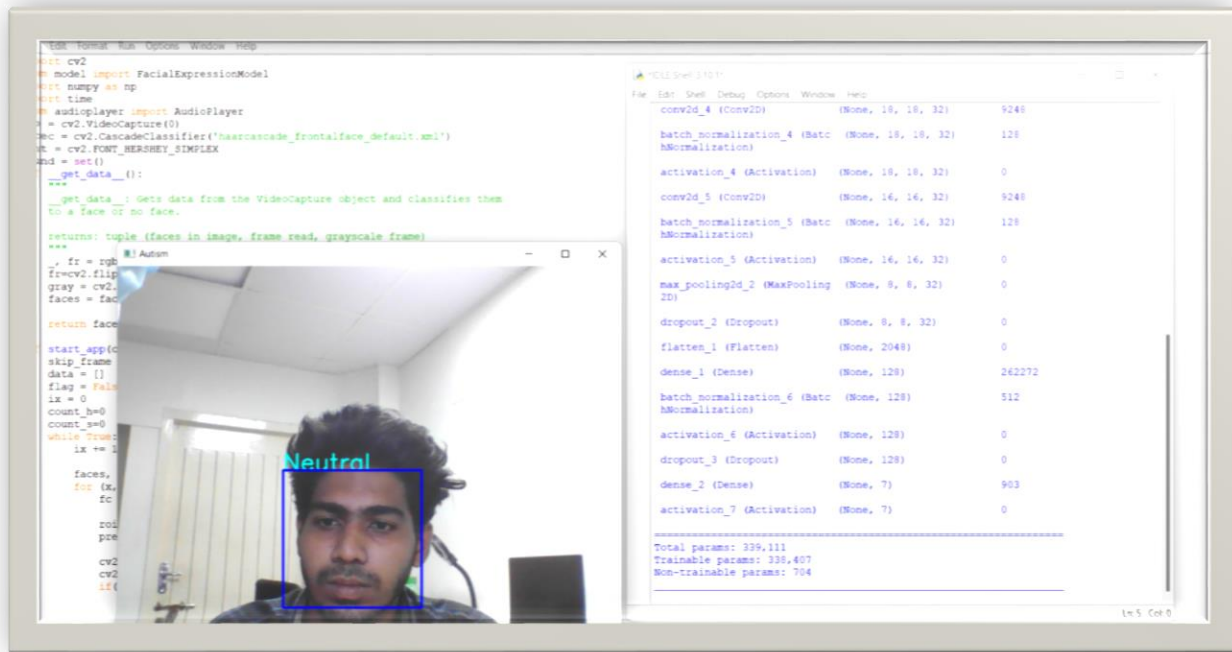 Edit Format Run Options Window Help
ort cv2
model import FacialExpressionModel
ort numpy as np
ort time
audioplayer import AudioPlayer
= cv2.VideoCapture(0)
ec = cv2.CascadeClassifier('haarcascade_frontalface_default.xml')
t = cv2.FONT_HERSHEY_SIMPLEX
nd = set()
__get_data__():
"""
__get_data__: Gets data from the VideoCapture object and classifies them
to a face or no face.
returns: tuple (faces in image, frame read, grayscale frame)
"""
_, fr = rgb
fr=cv2.flip
gray = cv2.
faces = fac
return face
start_app(c
skip_frame
data = []
flag = Fals
ix = 0
count_h=0
count_s=0
while True:
ix += 1
faces,
for (x,
fc
roi
pre
cv2
cv2
if(
Autism
Neutral
*IDLE Shell 3.10.1*
File Edit Shell Debug Options Window Help
conv2d_4 (Conv2D) (None, 18, 18, 32) 9248
batch_normalization_4 (Batc (None, 18, 18, 32) 128
hNormalization)
activation_4 (Activation) (None, 18, 18, 32) 0
conv2d_5 (Conv2D) (None, 16, 16, 32) 9248
batch_normalization_5 (Batc (None, 16, 16, 32) 128
hNormalization)
activation_5 (Activation) (None, 16, 16, 32) 0
max_pooling2d_2 (MaxPooling (None, 8, 8, 32) 0
2D)
dropout_2 (Dropout) (None, 8, 8, 32) 0
flatten_1 (Flatten) (None, 2048) 0
dense_1 (Dense) (None, 128) 262272
batch_normalization_6 (Batc (None, 128) 512
hNormalization)
activation_6 (Activation) (None, 128) 0
dropout_3 (Dropout) (None, 128) 0
dense_2 (Dense) (None, 7) 903
activation_7 (Activation) (None, 7) 0
Total params: 339,111
Trainable params: 338,407
Non-trainable params: 704
Ln: 5 Col: 0